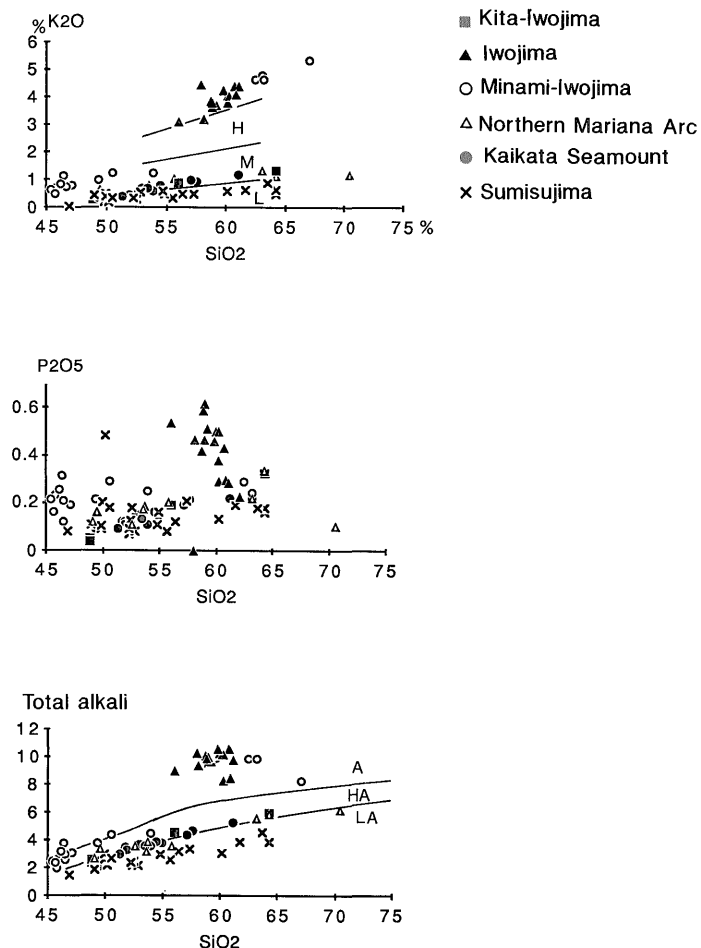 %K2O
6
5
4
3
2
1
0
H
M
L
45 50 55 60 65 70 75 %
SiO2
Kita-Iwojima
Iwojima
Minami-Iwojima
Northern Mariana Arc
Kaikata Seamount
Sumisujima
P2O5
0.6
0.4
0.2
0
45 50 55 60 65 70 75
SiO2
Total alkali
12
10
8
6
4
2
0
A
HA
LA
45 50 55 60 65 70 75
SiO2